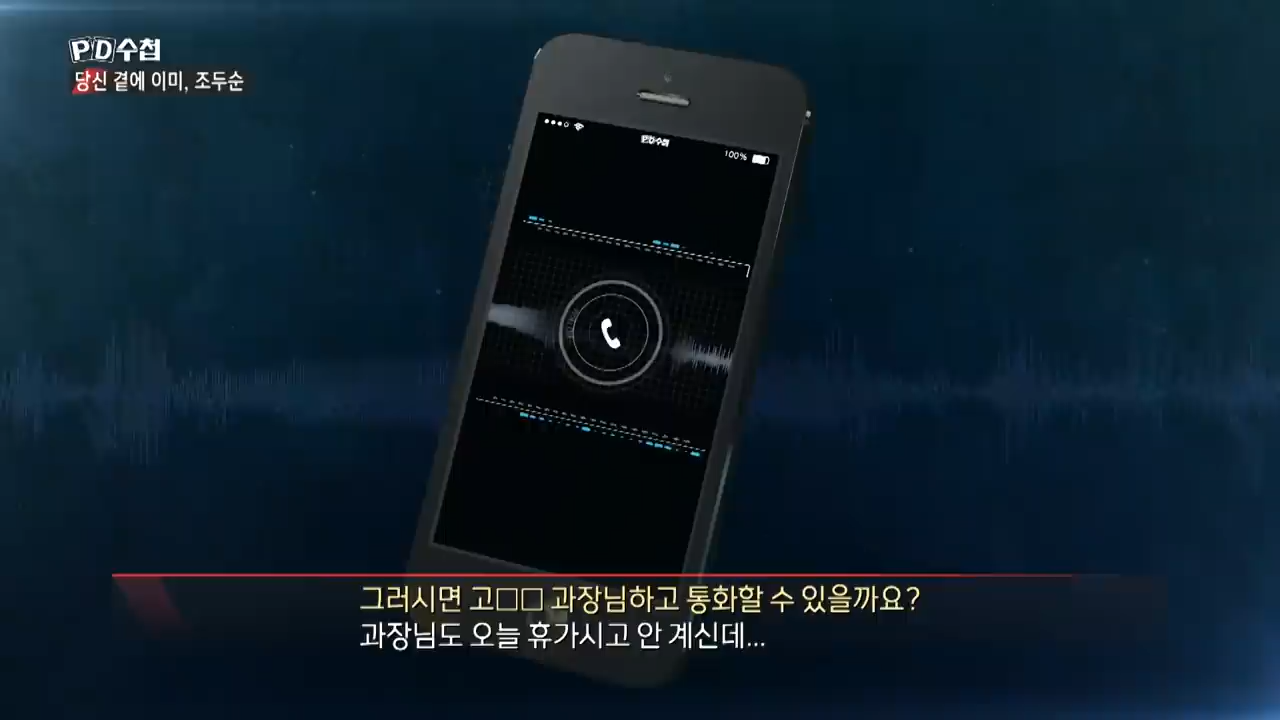 PD수첩
당신 곁에 이미, 조두순
PD수첩
100%
그러시면 고□□ 과장님하고 통화할 수 있을까요?
과장님도 오늘 휴가시고 안 계신데...